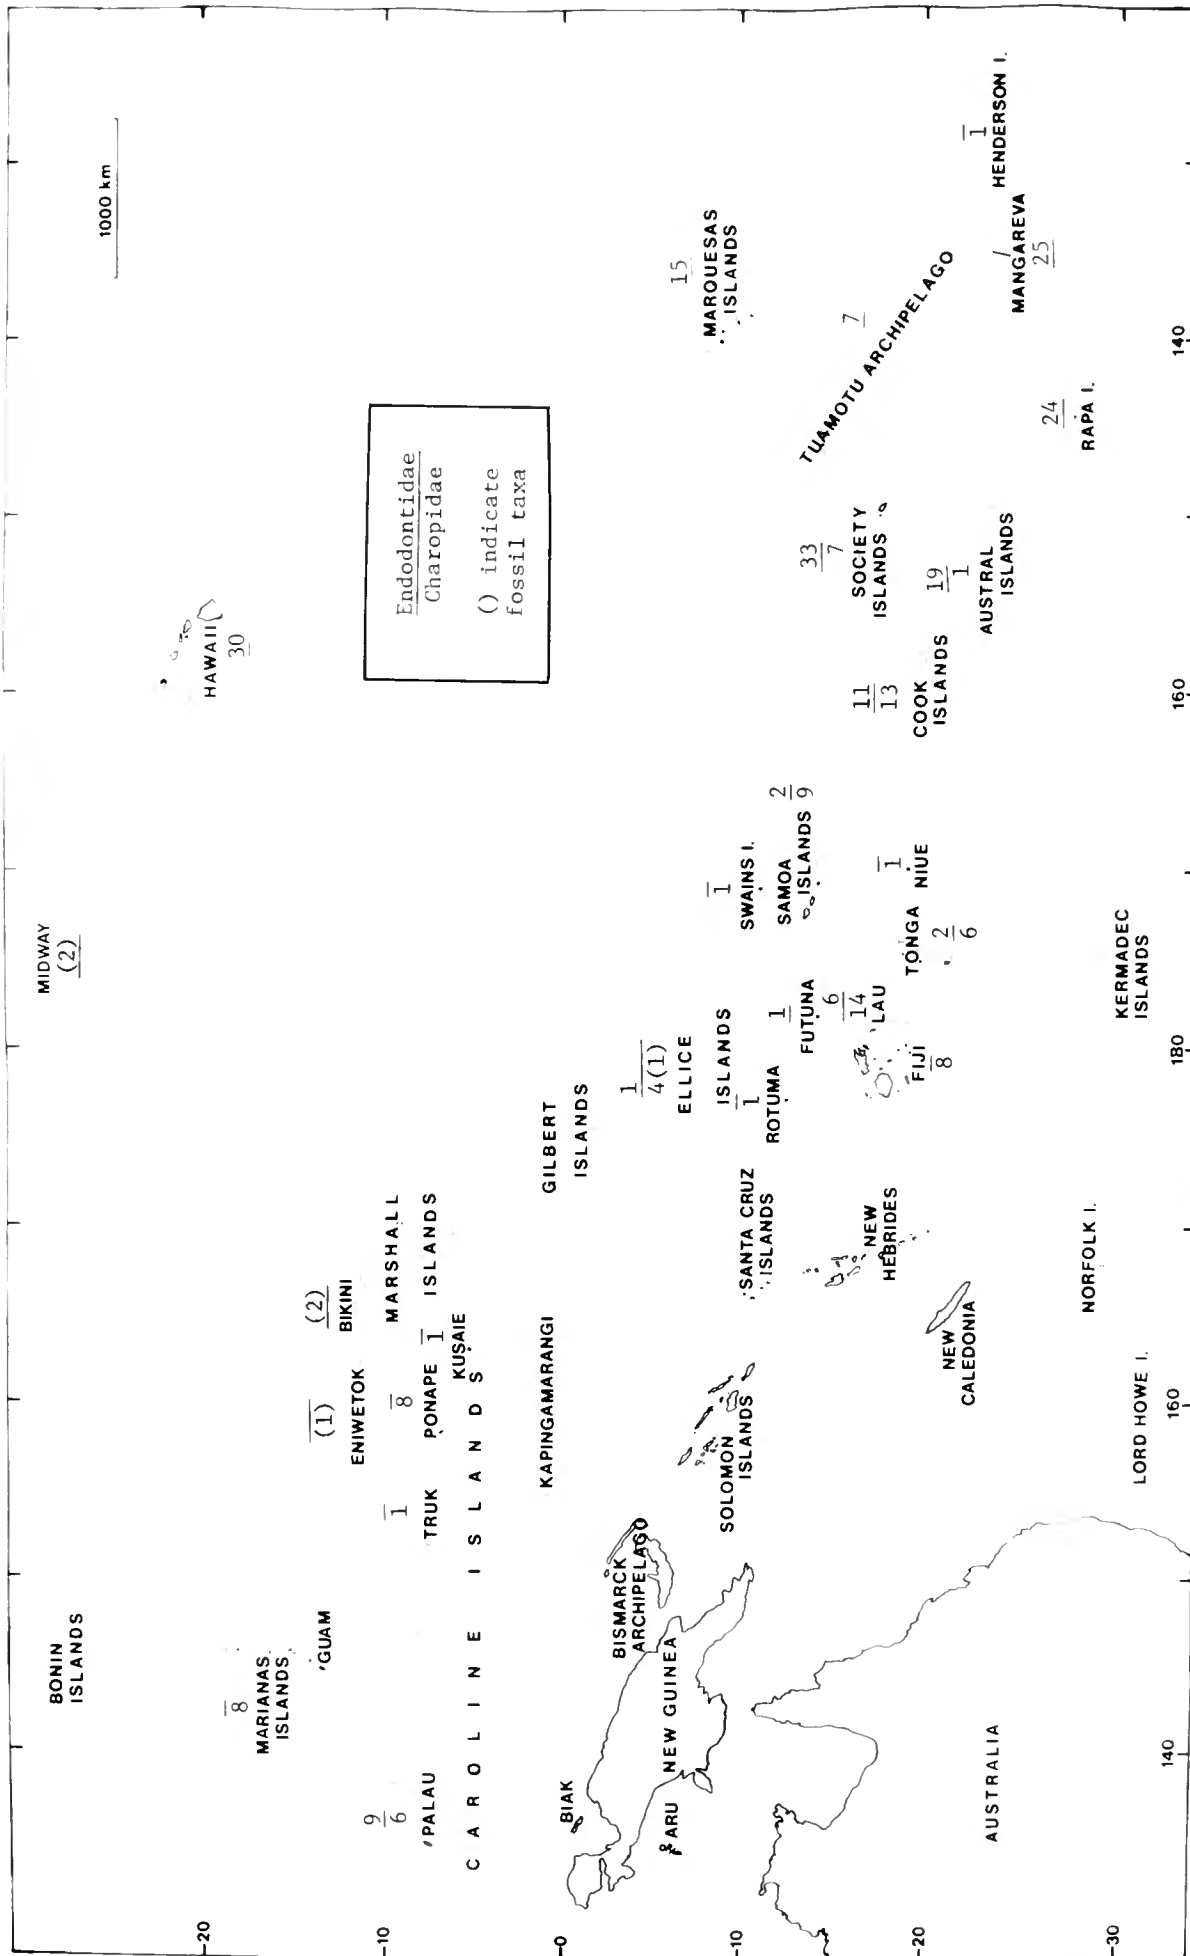 BONIN
ISLANDS
MIDWAY
(2)
1000 km
-20
8
MARIANAS
ISLANDS
'GUAM
HAWAII
30
(1)
ENIWETOK
(2)
BIKINI
MARSHALL
ISLANDS
Endodontidae
Charopidae
() indicate
fossil taxa
-10
9
6
PALAU
1
TRUK
8
PONAPE
1
KUSAIE
CAROLINE ISLANDS
-0
BIAK
KAPINGAMARANGI
GILBERT
ISLANDS
1
4(1)
ELLICE
ISLANDS
15
MARQUESAS
ISLANDS
BISMARCK
ARCHIPELAGO
ARU
NEW GUINEA
SOLOMON
ISLANDS
-10
SANTA CRUZ
ISLANDS
1
ROTUMA
1
FUTUNA
1
SWAINS I.
SAMOA
ISLANDS
2
9
7
TUAMOTU ARCHIPELAGO
6
14
LAU
FIJI
8
NEW
HEBRIDES
33
7
SOCIETY
ISLANDS
11
13
COOK
ISLANDS
1
NIUE
TONGA
2
6
-20
NEW
CALEDONIA
19
1
AUSTRAL
ISLANDS
1
HENDERSON I.
MANGAREVA
25
24
RAPA I.
AUSTRALIA
NORFOLK I.
KERMADEC
ISLANDS
LORD HOWE I.
-30
140
160
180
160
140